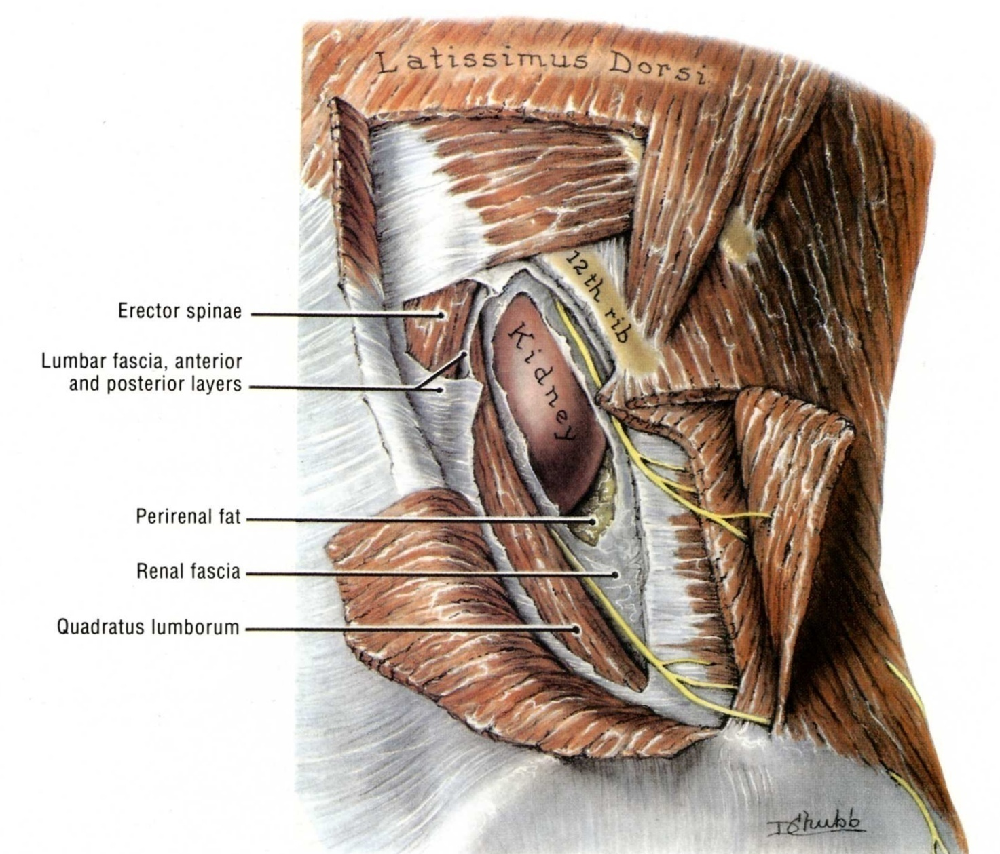 Latissimus Dorsi
12th rib
Kidney
Erector spinae
Lumbar fascia, anterior
and posterior layers
Perirenal fat
Renal fascia
Quadratus lumborum